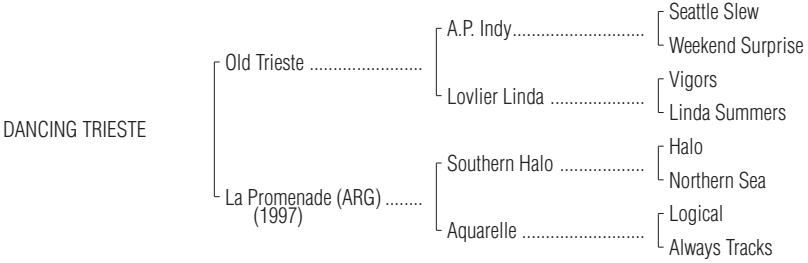 Seattle Slew
A.P. Indy..............................
Weekend Surprise
Old Trieste .......................
Vigors
Lovlier Linda .....................
Linda Summers
DANCING TRIESTE
Halo
Southern Halo ...................
Northern Sea
La Promenade (ARG) ........
(1997)
Logical
Aquarelle ...........................
Always Tracks